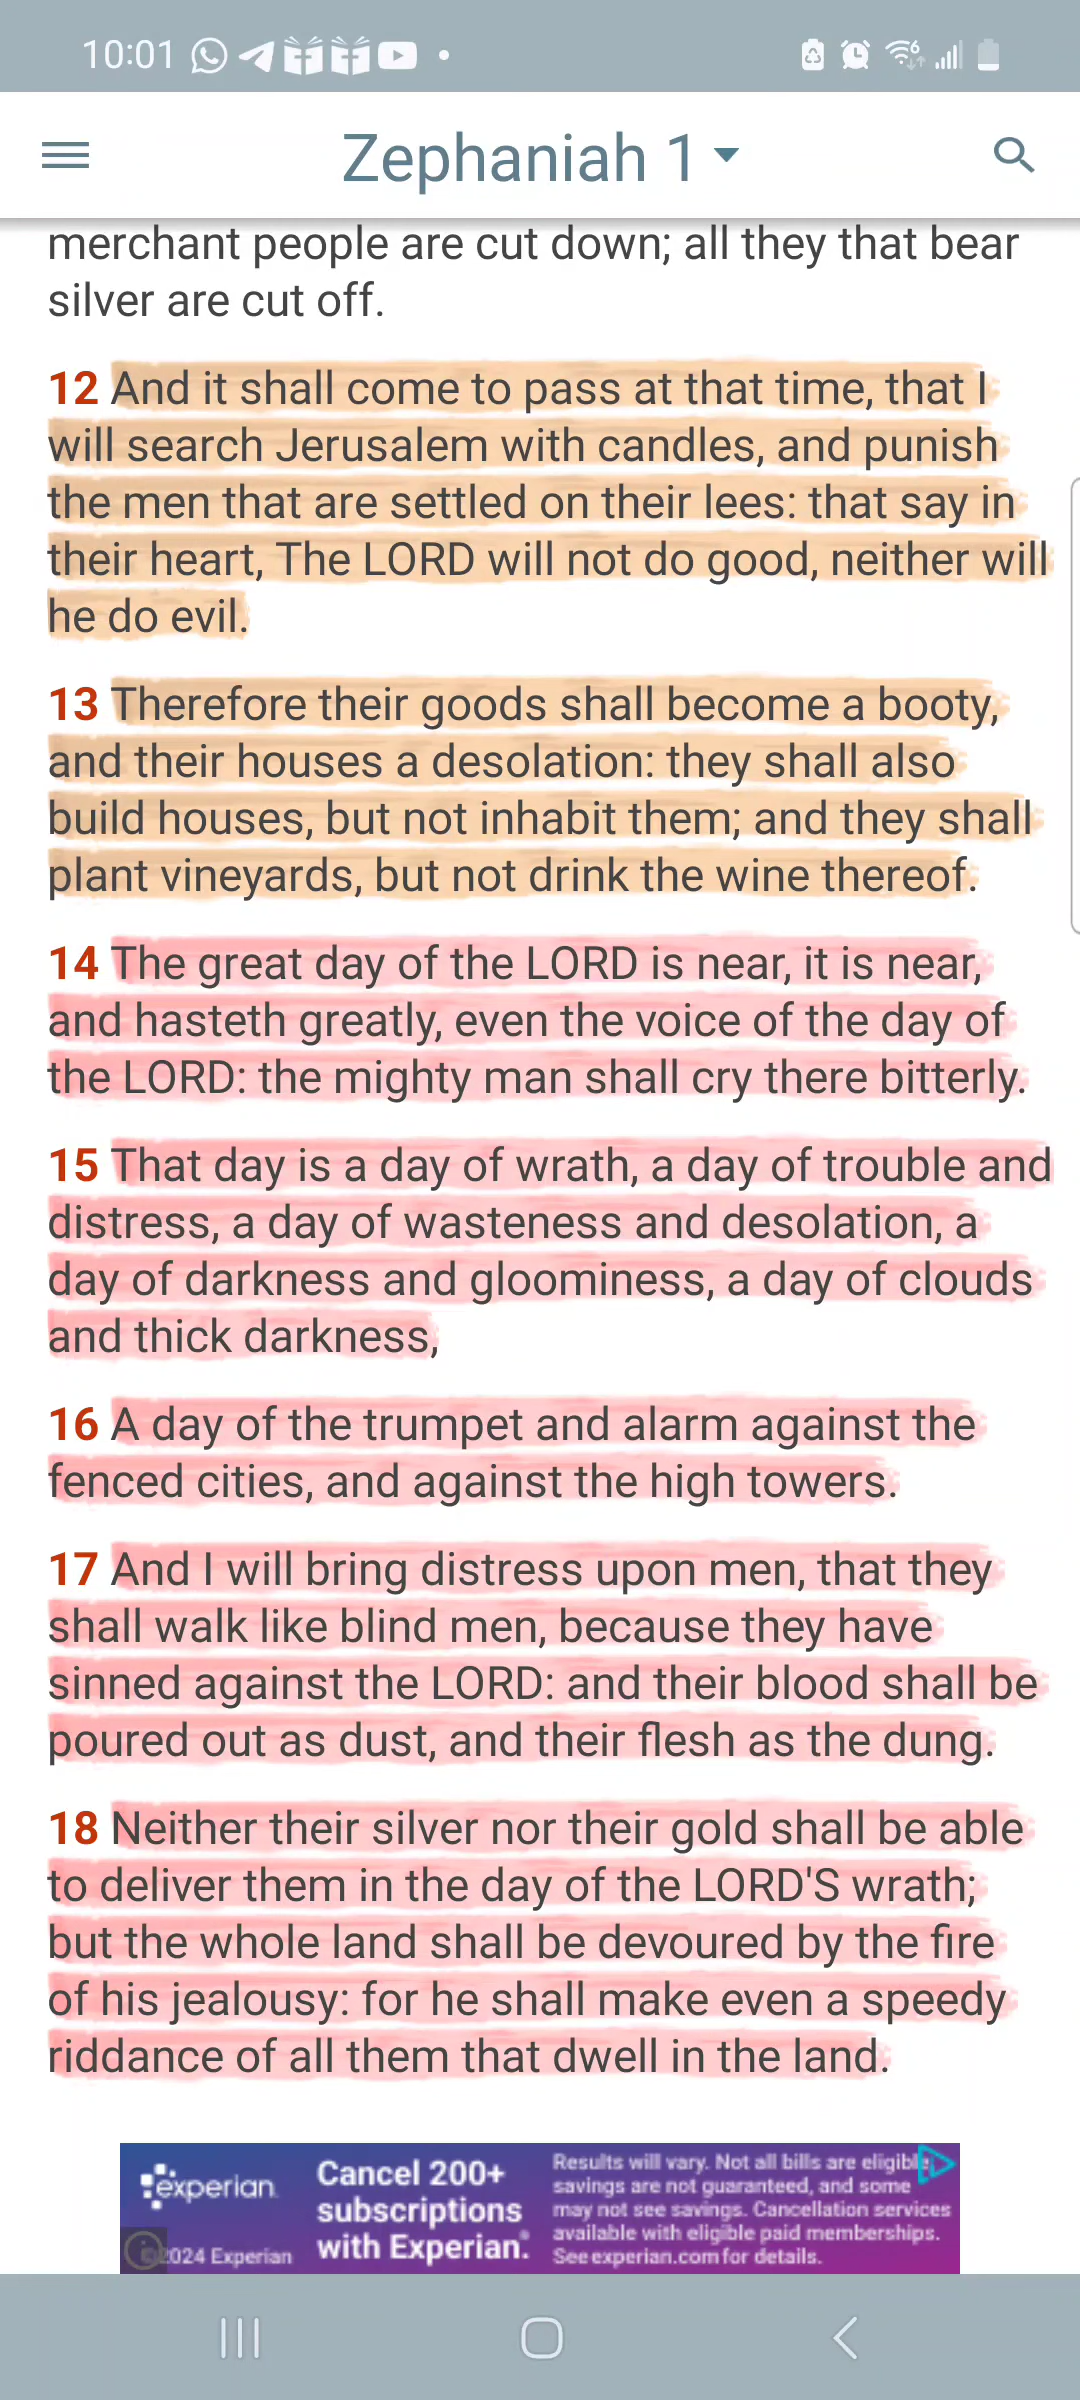 10:01
Zephaniah 1
merchant people are cut down; all they that bear
silver are cut off.
12 And it shall come to pass at that time, that I
will search Jerusalem with candles, and punish
the men that are settled on their lees: that say in
their heart, The LORD will not do good, neither will
he do evil.
13 Therefore their goods shall become a booty,
and their houses a desolation: they shall also
build houses, but not inhabit them; and they shall
plant vineyards, but not drink the wine thereof.
14 The great day of the LORD is near, it is near,
and hasteth greatly, even the voice of the day of
the LORD: the mighty man shall cry there bitterly.
15 That day is a day of wrath, a day of trouble and
distress, a day of wasteness and desolation, a
day of darkness and gloominess, a day of clouds
and thick darkness,
16 A day of the trumpet and alarm against the
fenced cities, and against the high towers.
17 And I will bring distress upon men, that they
shall walk like blind men, because they have
sinned against the LORD: and their blood shall be
poured out as dust, and their flesh as the dung.
18 Neither their silver nor their gold shall be able
to deliver them in the day of the LORD'S wrath;
but the whole land shall be devoured by the fire
of his jealousy: for he shall make even a speedy
riddance of all them that dwell in the land.
experian.
©2024 Experian
Cancel 200+
subscriptions
with Experian.®
Results will vary. Not all bills are eligible,
savings are not guaranteed, and some
may not see savings. Cancellation services
available with eligible paid memberships.
See experian.com for details.